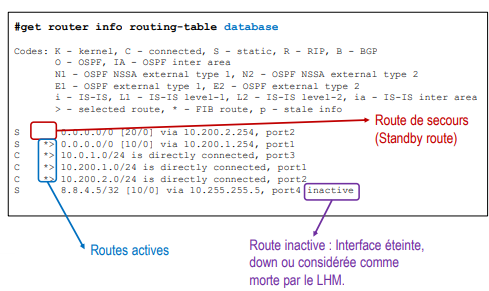 #get router info routing-table database
Codes: K - kernel, C - connected, S - static, R - RIP, B - BGP
O - OSPF, IA - OSPF inter area
N1 - OSPF NSSA external type 1, N2 - OSPF NSSA external type 2
E1 - OSPF external type 1, E2 - OSPF external type 2
i - IS-IS, L1 - IS-IS level-1, L2 - IS-IS level-2, ia - IS-IS inter area
> - selected route, * - FIB route, p - stale info
S 0.0.0.0/0 [20/0] via 10.200.2.254, port2
S *> 0.0.0.0/0 [10/0] via 10.200.1.254, port1
C *> 10.0.1.0/24 is directly connected, port3
C *> 10.200.1.0/24 is directly connected, port1
C *> 10.200.2.0/24 is directly connected, port2
S 8.8.4.5/32 [10/0] via 10.255.255.5, port4 inactive
Route de secours
(Standby route)
Routes actives
Route inactive : Interface éteinte,
down ou considérée comme
morte par le LHM.